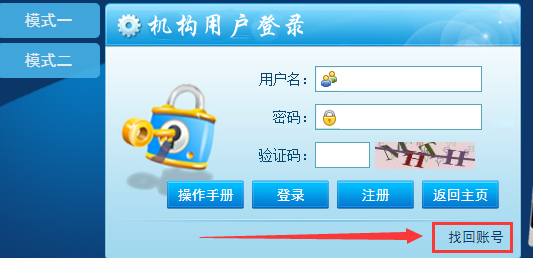 模式一
模式二
机构用户登录
用户名：
密码：
验证码：
操作手册 登录 注册 返回主页
找回账号